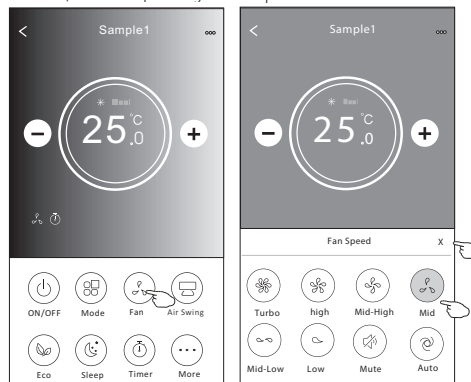 Sample1
25.0 °C
ON/OFF Mode Fan Air Swing
Eco Sleep Timer More
Sample1
25.0 °C
Fan Speed X
Turbo high Mid-High Mid
Mid-Low Low Mute Auto